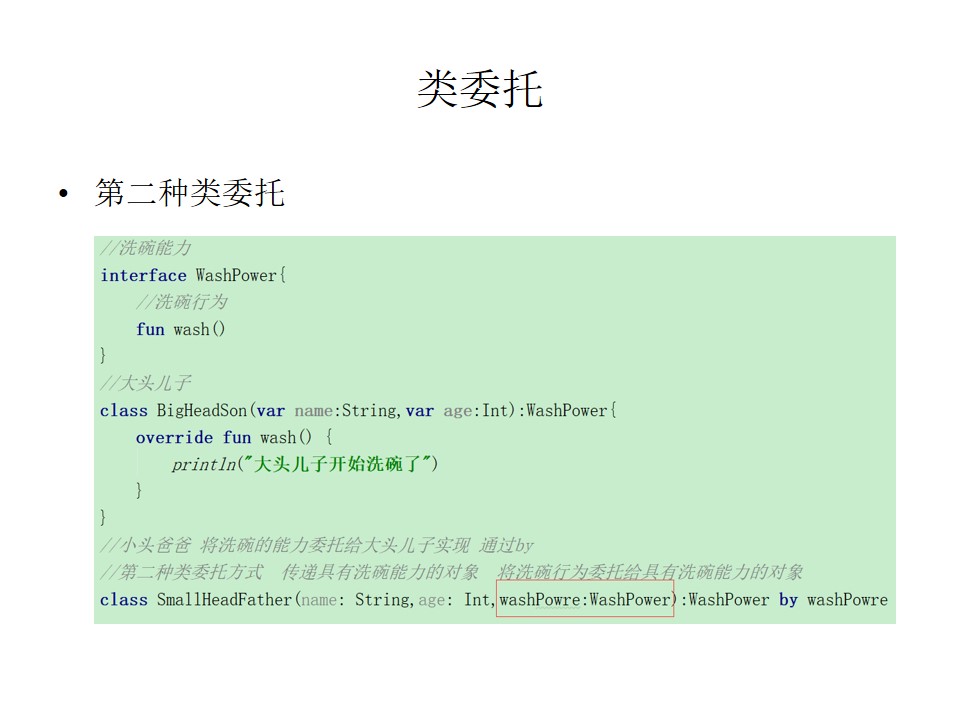 类委托
• 第二种类委托
//洗碗能力
interface WashPower{
//洗碗行为
fun wash()
}
//大头儿子
class BigHeadSon(var name:String,var age:Int):WashPower{
override fun wash() {
println("大头儿子开始洗碗了")
}
}
//小头爸爸 将洗碗的能力委托给大头儿子实现 通过by
//第二种类委托方式 传递具有洗碗能力的对象 将洗碗行为委托给具有洗碗能力的对象
class SmallHeadFather(name: String,age: Int,washPowre:WashPower):WashPower by washPowre